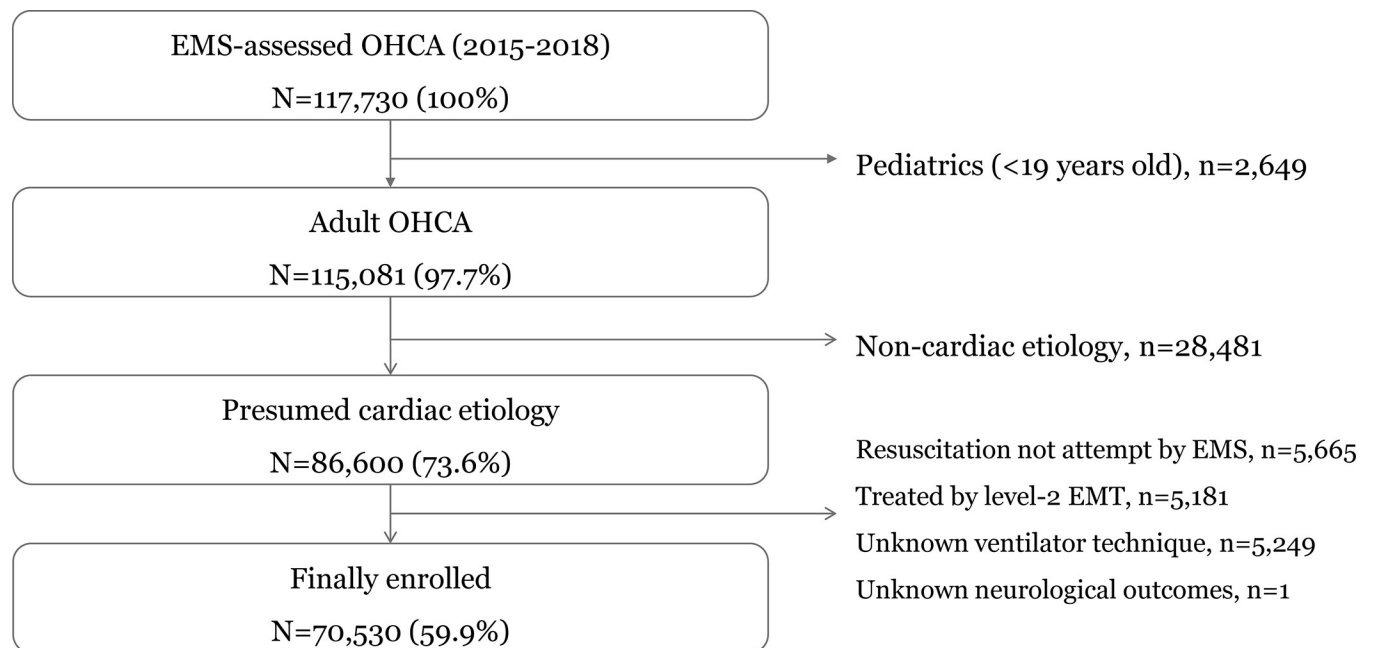 EMS-assessed OHCA (2015-2018)
N=117,730 (100%)
Pediatrics (<19 years old), n=2,649
Adult OHCA
N=115,081 (97.7%)
Non-cardiac etiology, n=28,481
Presumed cardiac etiology
N=86,600 (73.6%)
Resuscitation not attempt by EMS, n=5,665
Treated by level-2 EMT, n=5,181
Unknown ventilator technique, n=5,249
Unknown neurological outcomes, n=1
Finally enrolled
N=70,530 (59.9%)